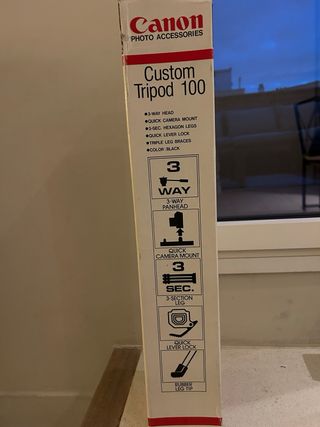 Canon
PHOTO ACCESSORIES
Custom
Tripod 100
●3-WAY HEAD
●QUICK CAMERA MOUNT
●3-SEC. HEXAGON LEGS
●QUICK LEVER LOCK
●TRIPLE LEG BRACES
●COLOR :BLACK
3
WAY
3-WAY
PANHEAD
QUICK
CAMERA MOUNT
3
SEC.
3-SECTION
LEG
QUICK
LEVER LOCK
RUBBER
LEG TIP